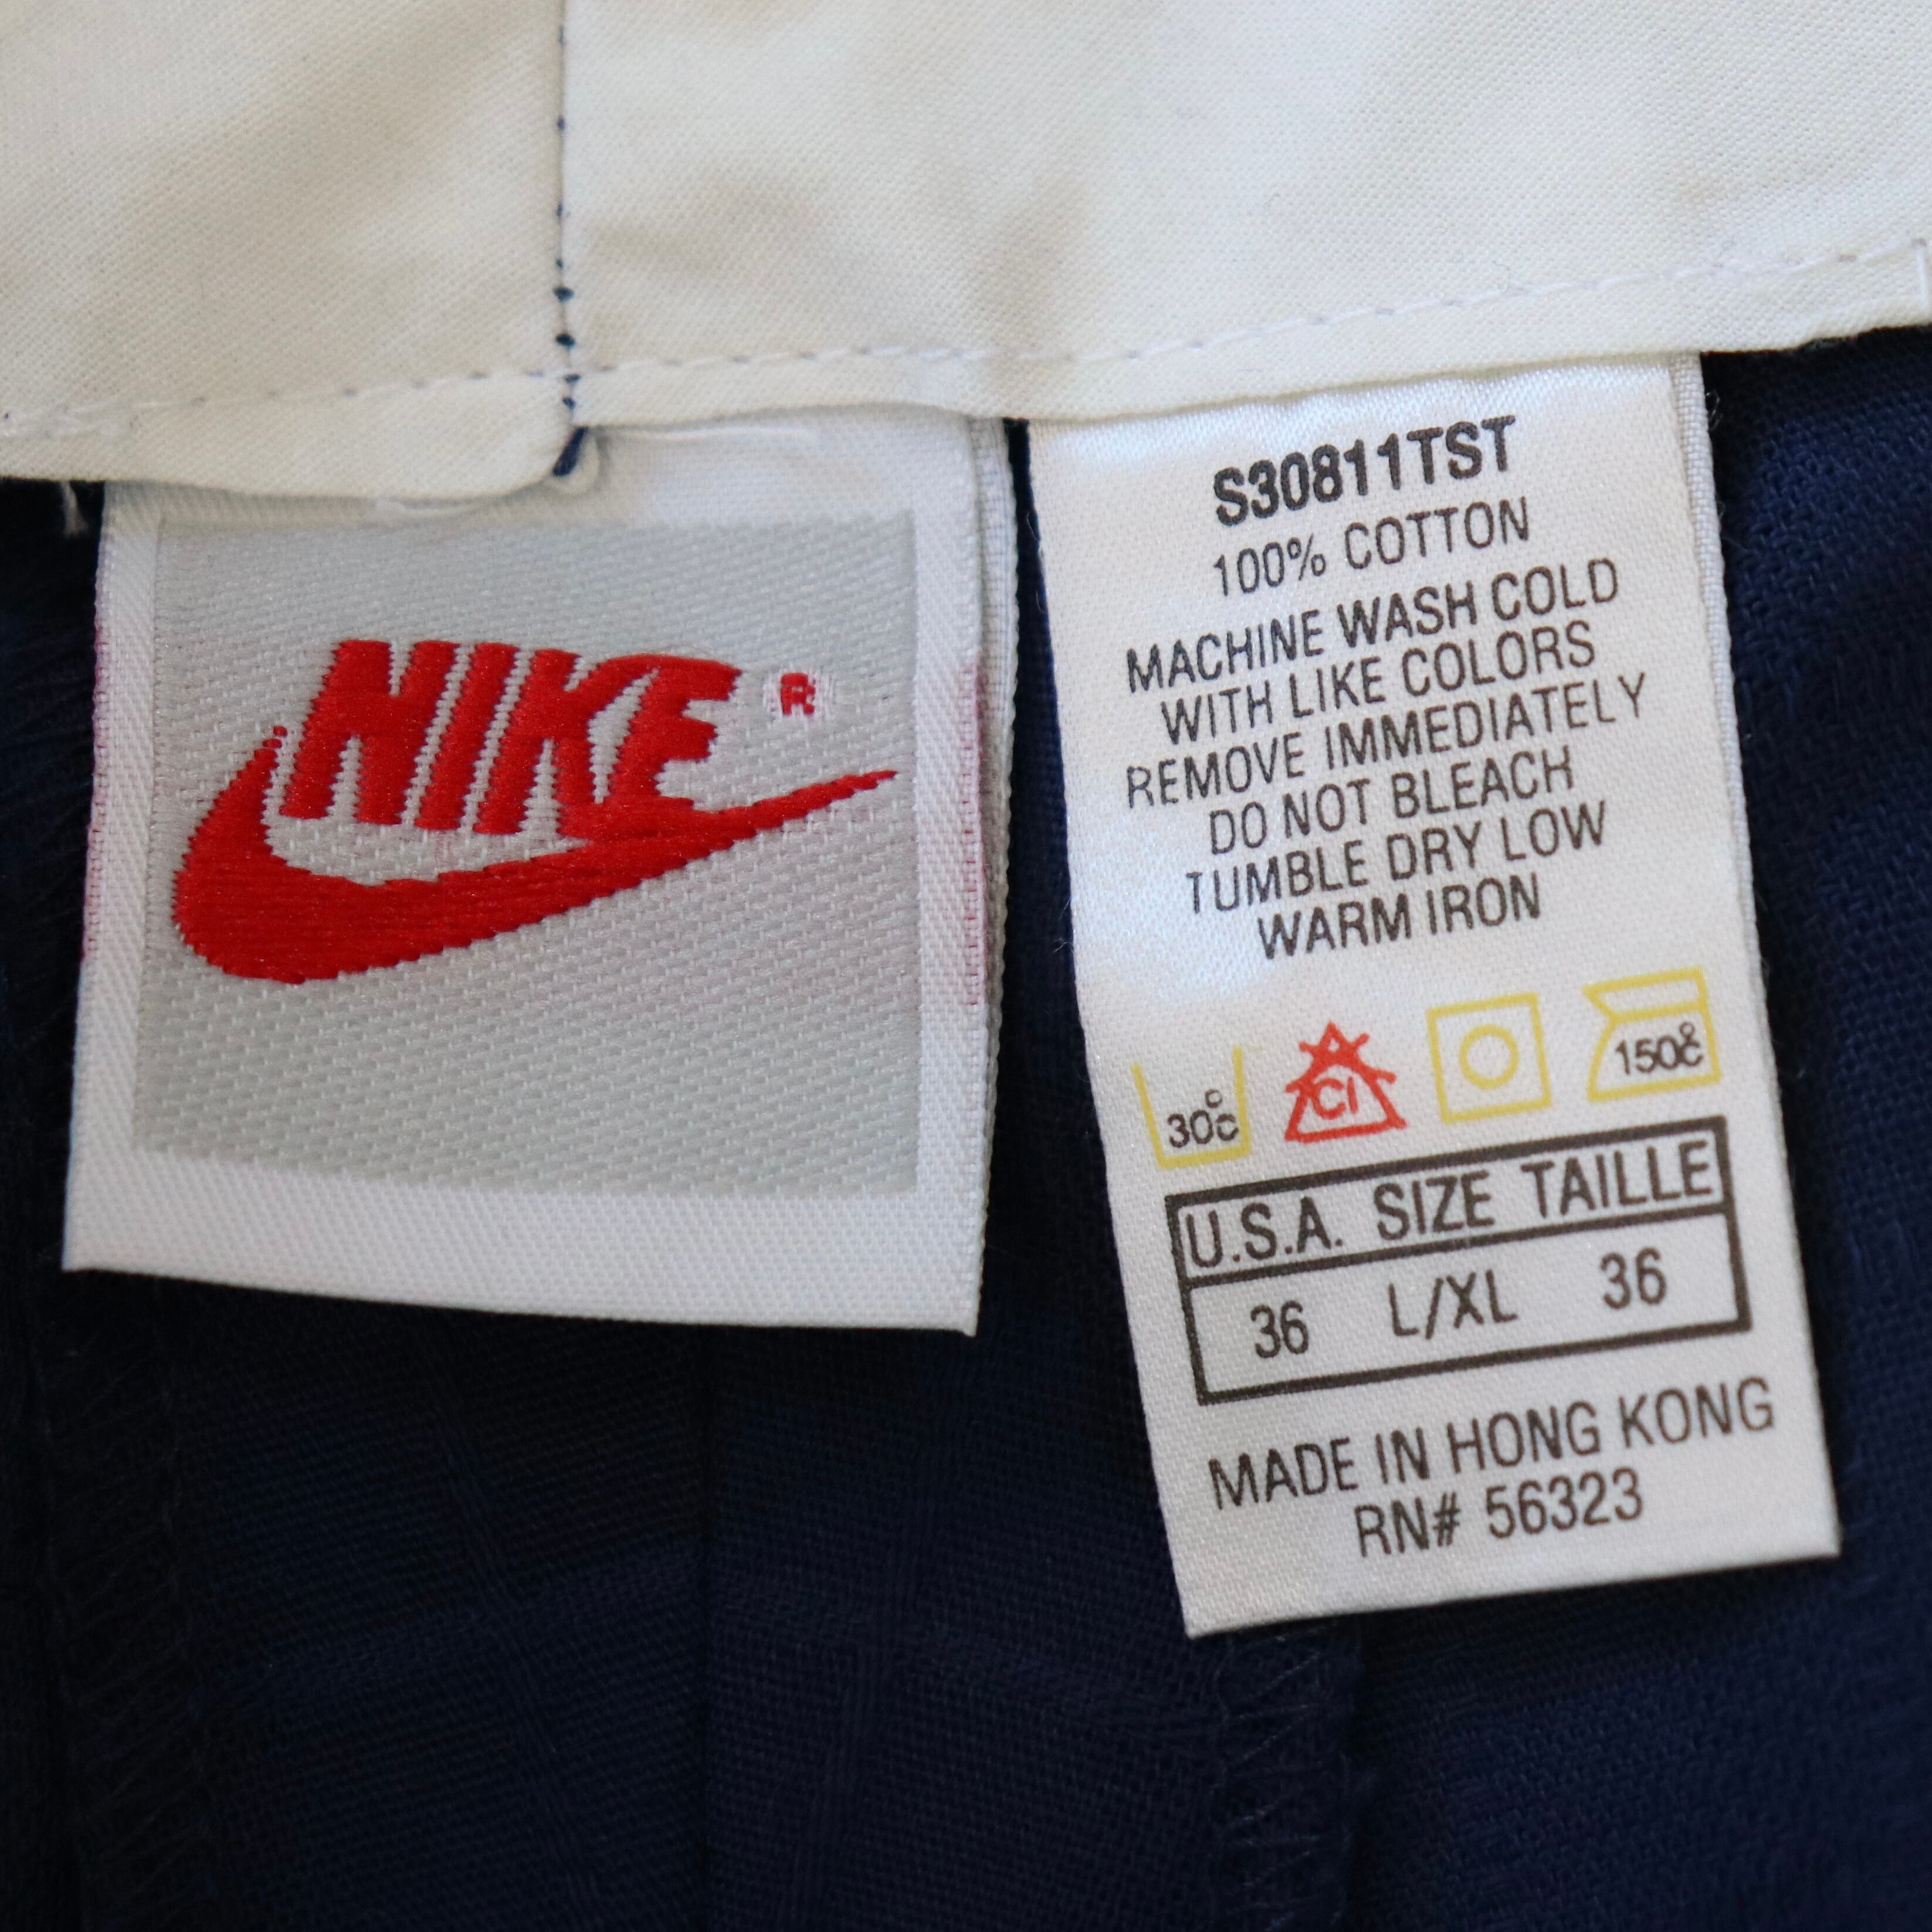 NIKE ®
S30811TST
100% COTTON
MACHINE WASH COLD
WITH LIKE COLORS
REMOVE IMMEDIATELY
DO NOT BLEACH
TUMBLE DRY LOW
WARM IRON
30°C Cl 150°C
U.S.A. SIZE TAILLE
36 L/XL 36
MADE IN HONG KONG
RN# 56323